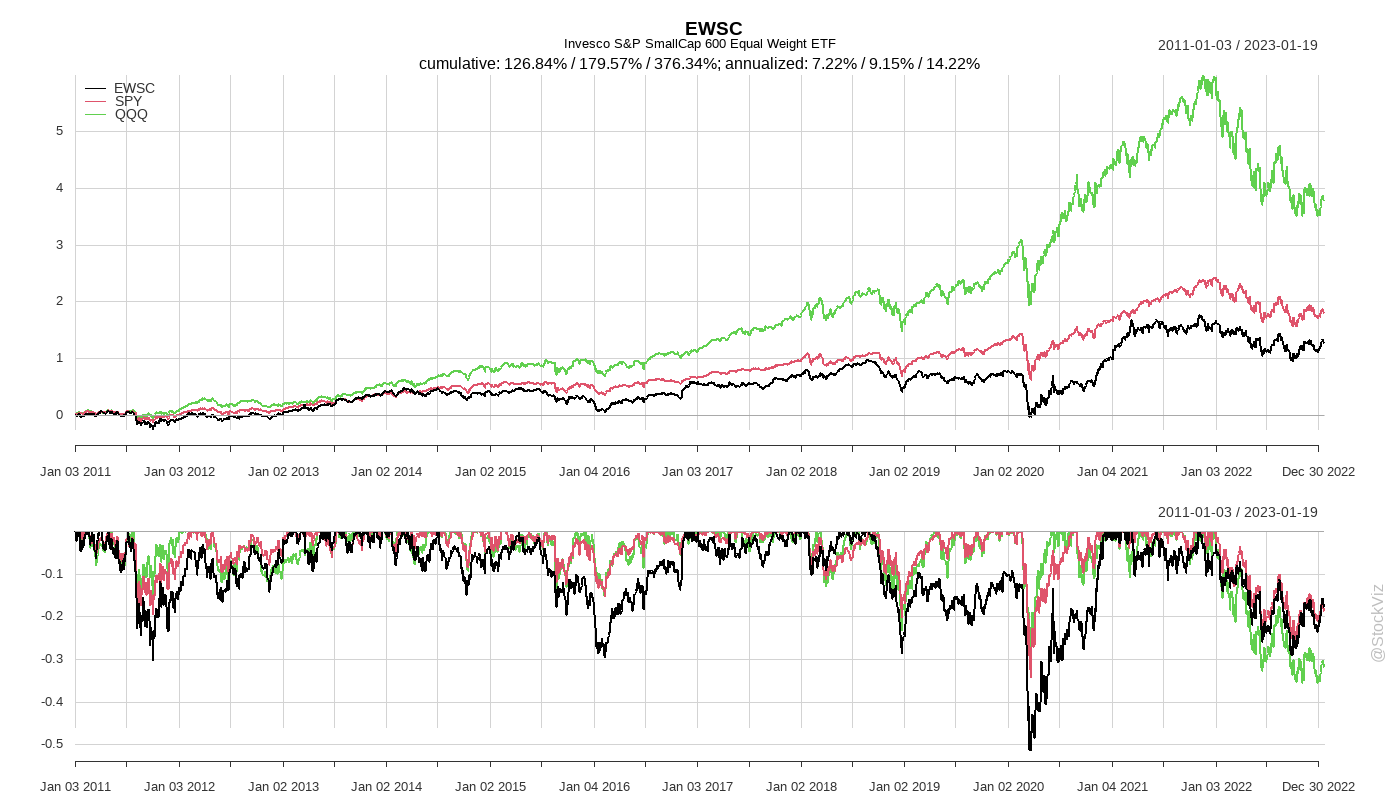 EWSC
Invesco S&P SmallCap 600 Equal Weight ETF
2011-01-03 / 2023-01-19
cumulative: 126.84% / 179.57% / 376.34%; annualized: 7.22% / 9.15% / 14.22%
EWSC
SPY
QQQ
5
4
3
2
1
0
Jan 03 2011 Jan 03 2012 Jan 02 2013 Jan 02 2014 Jan 02 2015 Jan 04 2016 Jan 03 2017 Jan 02 2018 Jan 02 2019 Jan 02 2020 Jan 04 2021 Jan 03 2022 Dec 30 2022
2011-01-03 / 2023-01-19
-0.1
-0.2
-0.3
-0.4
-0.5
Jan 03 2011 Jan 03 2012 Jan 02 2013 Jan 02 2014 Jan 02 2015 Jan 04 2016 Jan 03 2017 Jan 02 2018 Jan 02 2019 Jan 02 2020 Jan 04 2021 Jan 03 2022 Dec 30 2022
@StockViz